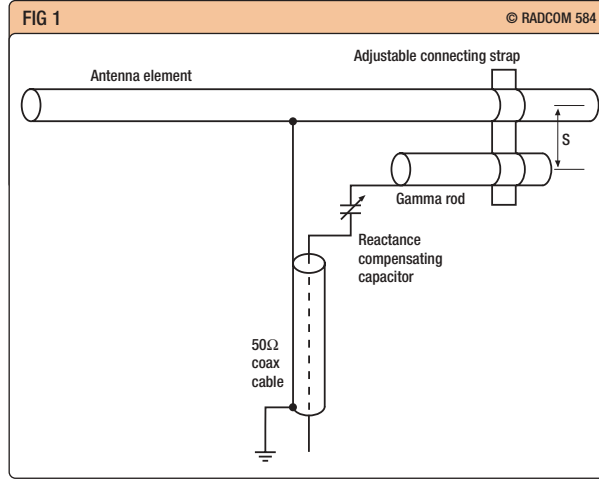 FIG 1
© RADCOM 584
Adjustable connecting strap
Antenna element
S
Gamma rod
Reactance
compensating
capacitor
50Ω
coax
cable